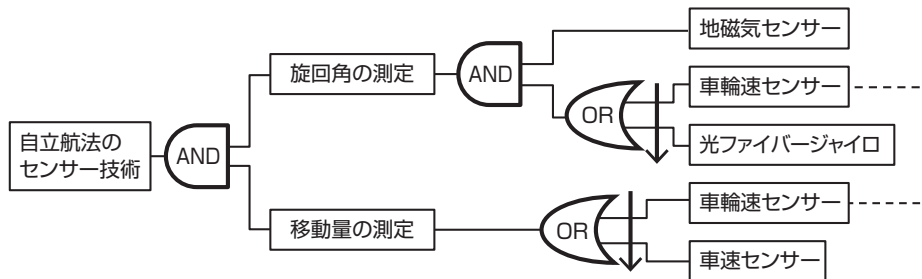 地磁気センサー
旋回角の測定
AND
車輪速センサー
OR
光ファイバージャイロ
自立航法の
センサー技術
AND
車輪速センサー
移動量の測定
OR
車速センサー